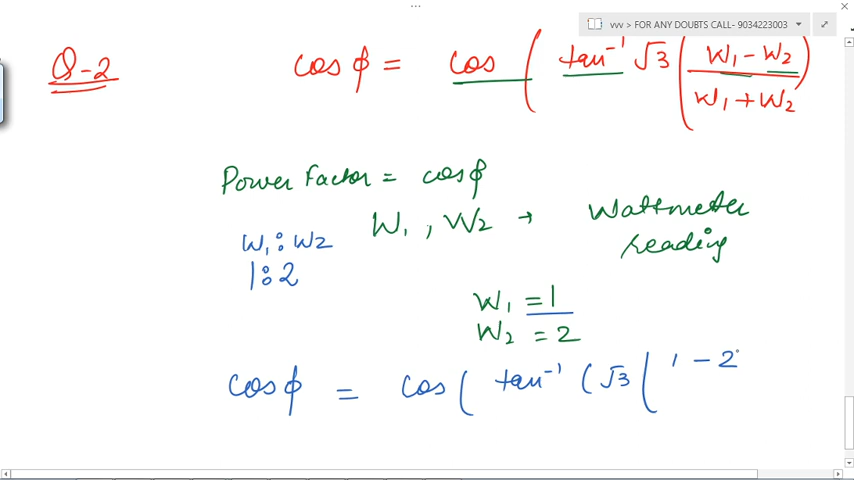 vvv > FOR ANY DOUBTS CALL- 9034223003
Q-2 cos φ = cos ( tan⁻¹ √3 ( W₁ - W₂ / W₁ + W₂ )
Power Factor = cos φ
W₁ , W₂ → Wattmeter reading
W₁ : W₂
1 : 2
W₁ = 1
W₂ = 2
cos φ = cos ( tan⁻¹ ( √3 ( 1 - 2